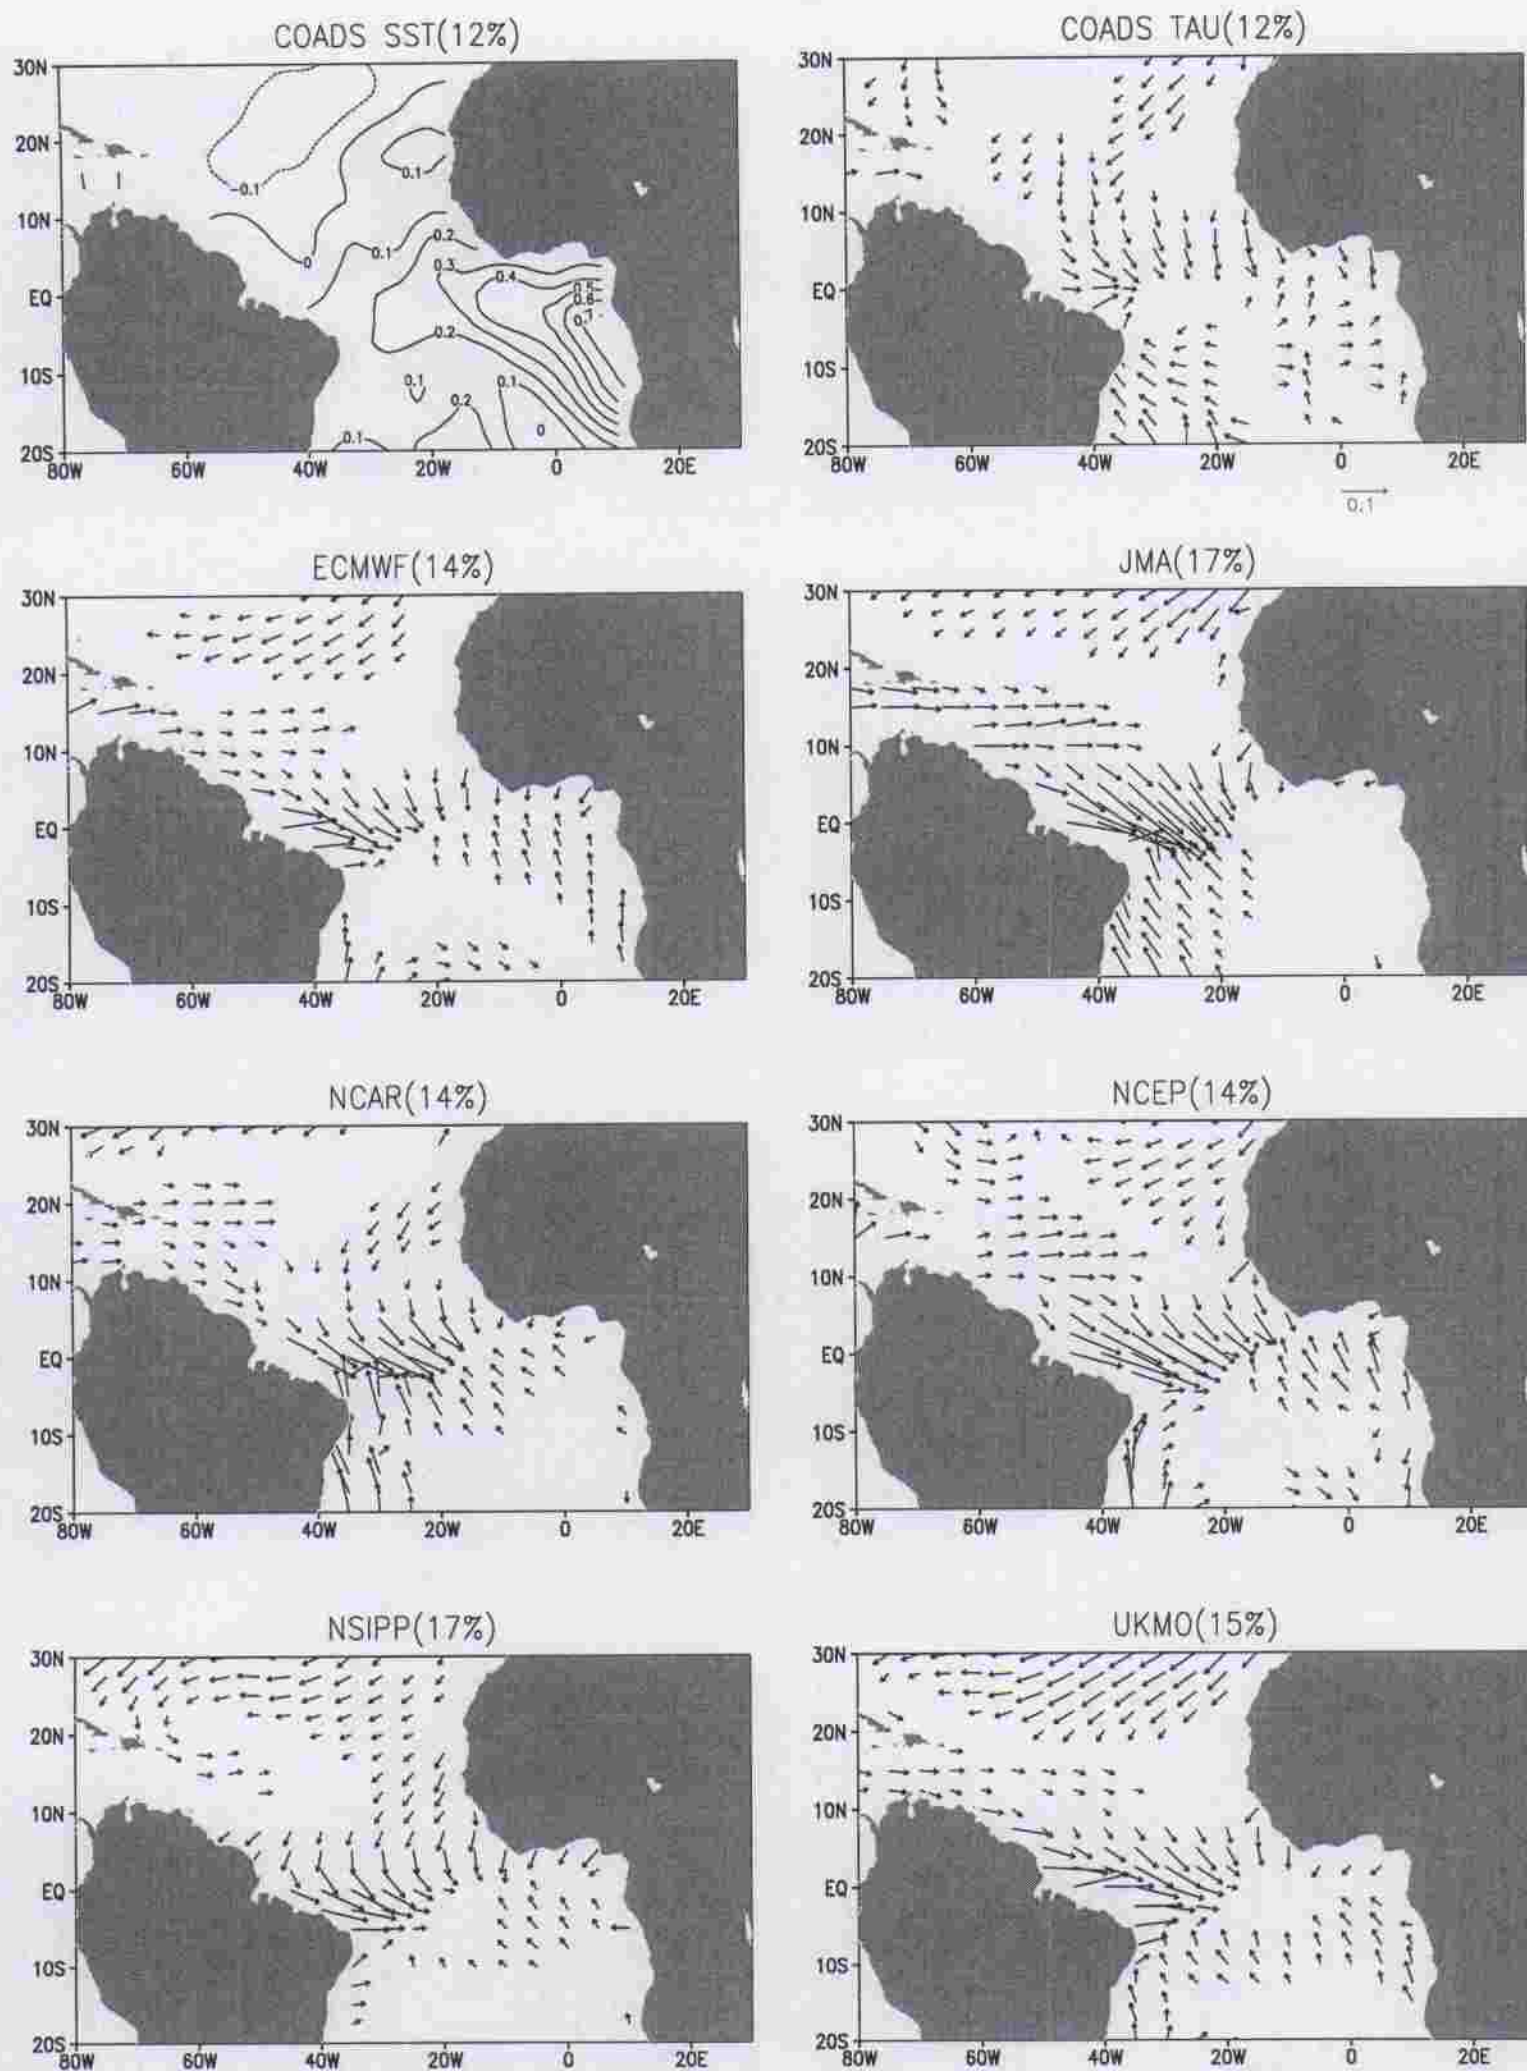 COADS SST(12%)
30N
20N
10N
EQ
10S
20S
80W 60W 40W 20W 0 20E
-0.1
0.1
0
0.1
0.2
0.3
0.4
0.5
0.6
0.7
0.2
0.1
0.1
0.2
0
0.1
COADS TAU(12%)
30N
20N
10N
EQ
10S
20S
80W 60W 40W 20W 0 20E
0.1
ECMWF(14%)
30N
20N
10N
EQ
10S
20S
80W 60W 40W 20W 0 20E
JMA(17%)
30N
20N
10N
EQ
10S
20S
80W 60W 40W 20W 0 20E
NCAR(14%)
30N
20N
10N
EQ
10S
20S
80W 60W 40W 20W 0 20E
NCEP(14%)
30N
20N
10N
EQ
10S
20S
80W 60W 40W 20W 0 20E
NSIPP(17%)
30N
20N
10N
EQ
10S
20S
80W 60W 40W 20W 0 20E
UKMO(15%)
30N
20N
10N
EQ
10S
20S
80W 60W 40W 20W 0 20E